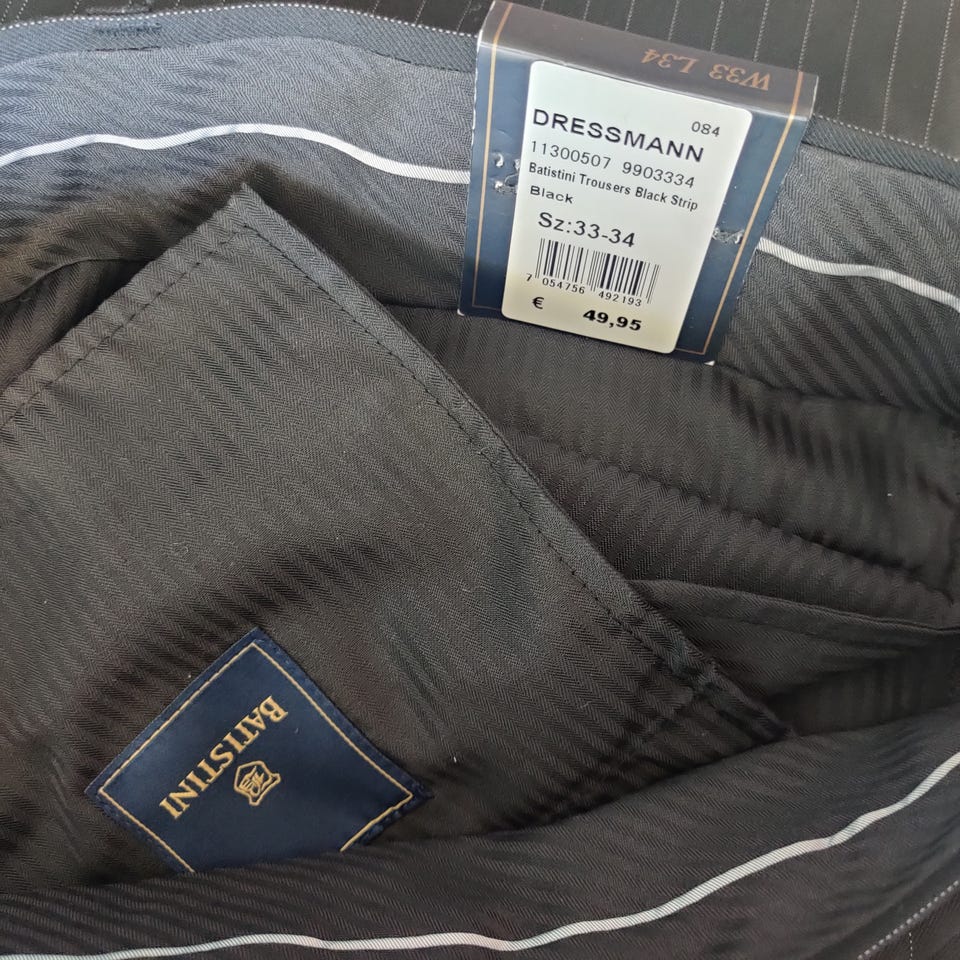 W33 L34
084
DRESSMANN
11300507 9903334
Batistini Trousers Black Strip
Black
Sz:33-34
7 054756 492193
€ 49,95
BATISTINI